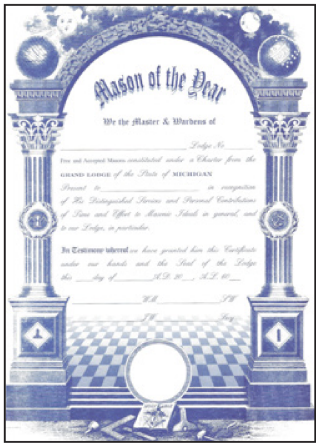 Mason of the Year
We the Master & Wardens of
Lodge No.
Free and Accepted Masons constituted under a Charter from the
GRAND LODGE of the State of MICHIGAN
Present to in recognition
of His Distinguished Services and Personal Contributions
of Time and Effort to Masonic Ideals in general, and
to our Lodge, in particular.
In Testimony whereof we have granted him this Certificate
under our hands and the Seal of the Lodge
this day of A.D. 20 , A.L. 60
W.M. S.W.
J.W. Sec'y